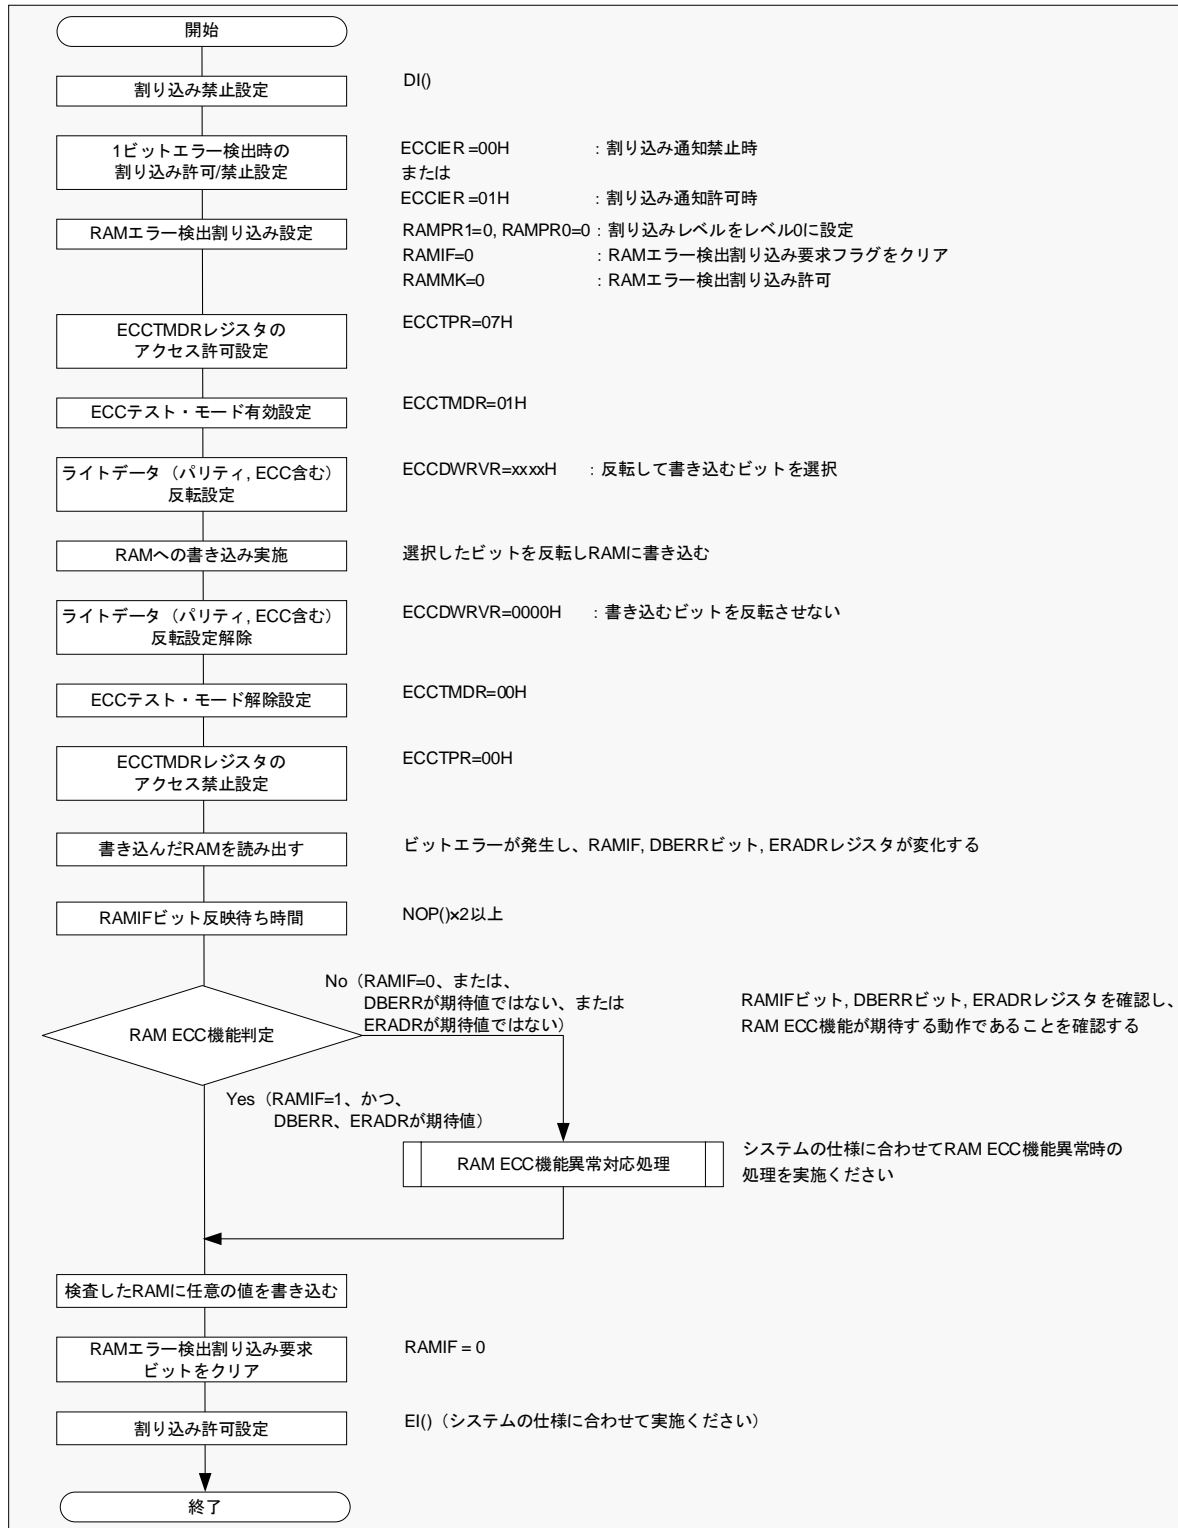 開始
割り込み禁止設定
DI()
1ビットエラー検出時の
割り込み許可/禁止設定
ECCIER =00H : 割り込み通知禁止時
または
ECCIER =01H : 割り込み通知許可時
RAMエラー検出割り込み設定
RAMPR1=0, RAMPR0=0 : 割り込みレベルをレベル0に設定
RAMIF=0 : RAMエラー検出割り込み要求フラグをクリア
RAMMK=0 : RAMエラー検出割り込み許可
ECCTMDRレジスタの
アクセス許可設定
ECCTPR=07H
ECCテスト・モード有効設定
ECCTMDR=01H
ライトデータ（パリティ, ECC含む）
反転設定
ECCDWRVR=xxxxH : 反転して書き込むビットを選択
RAMへの書き込み実施
選択したビットを反転しRAMに書き込む
ライトデータ（パリティ, ECC含む）
反転設定解除
ECCDWRVR=0000H : 書き込むビットを反転させない
ECCテスト・モード解除設定
ECCTMDR=00H
ECCTMDRレジスタの
アクセス禁止設定
ECCTPR=00H
書き込んだRAMを読み出す
ビットエラーが発生し、RAMIF, DBERRビット, ERADRレジスタが変化する
RAMIFビット反映待ち時間
NOP()×2以上
No（RAMIF=0、または、
DBERRが期待値ではない、または
ERADRが期待値ではない）
RAM ECC機能判定
RAMIFビット, DBERRビット, ERADRレジスタを確認し、
RAM ECC機能が期待する動作であることを確認する
Yes（RAMIF=1、かつ、
DBERR、ERADRが期待値）
RAM ECC機能異常対応処理
システムの仕様に合わせてRAM ECC機能異常時の
処理を実施ください
検査したRAMに任意の値を書き込む
RAMエラー検出割り込み要求
ビットをクリア
RAMIF = 0
割り込み許可設定
EI()（システムの仕様に合わせて実施ください）
終了